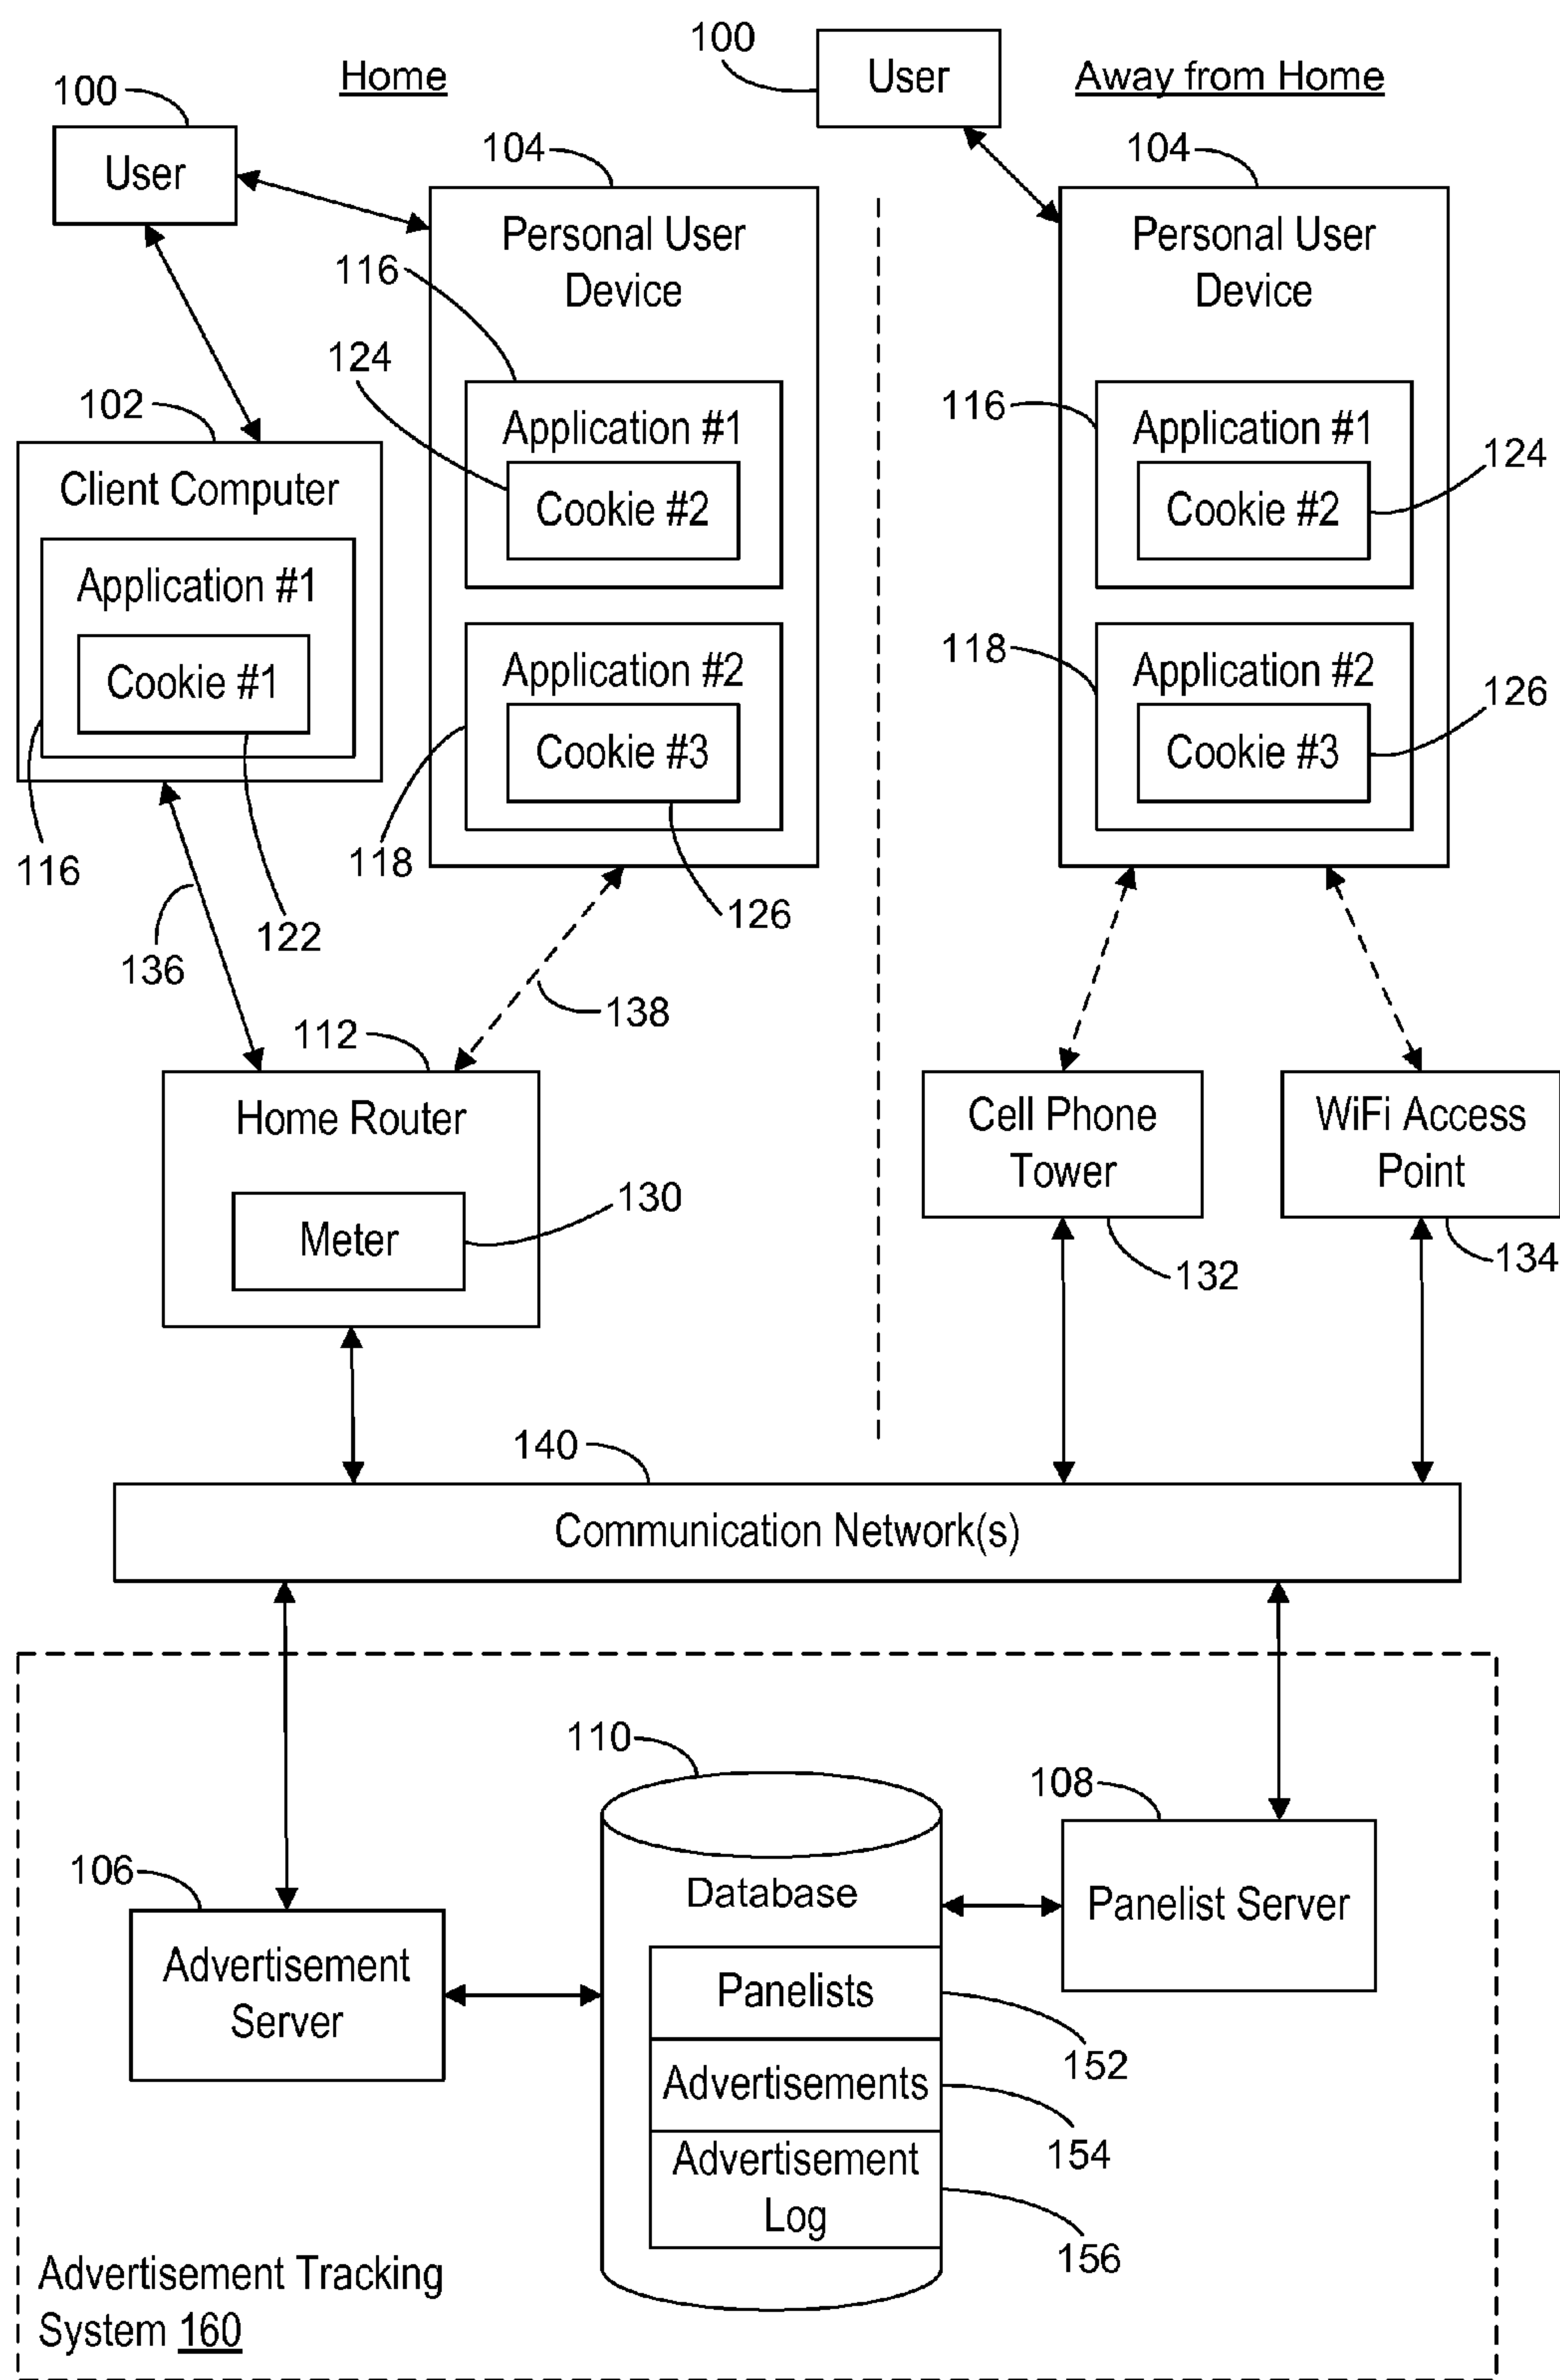 100
User
Home
Away from Home
100
User
104
Personal User
Device
104
Personal User
Device
116
124
Application #1
Cookie #2
116
Application #1
Cookie #2
124
102
Client Computer
Application #1
Cookie #1
118
Application #2
Cookie #3
126
Application #2
Cookie #3
116
122
118
126
136
138
112
Home Router
Meter
130
Cell Phone
Tower
132
WiFi Access
Point
134
140
Communication Network(s)
110
108
106
Database
Panelist Server
Advertisement
Server
Panelists
152
Advertisements
154
Advertisement
Log
156
Advertisement Tracking
System 160